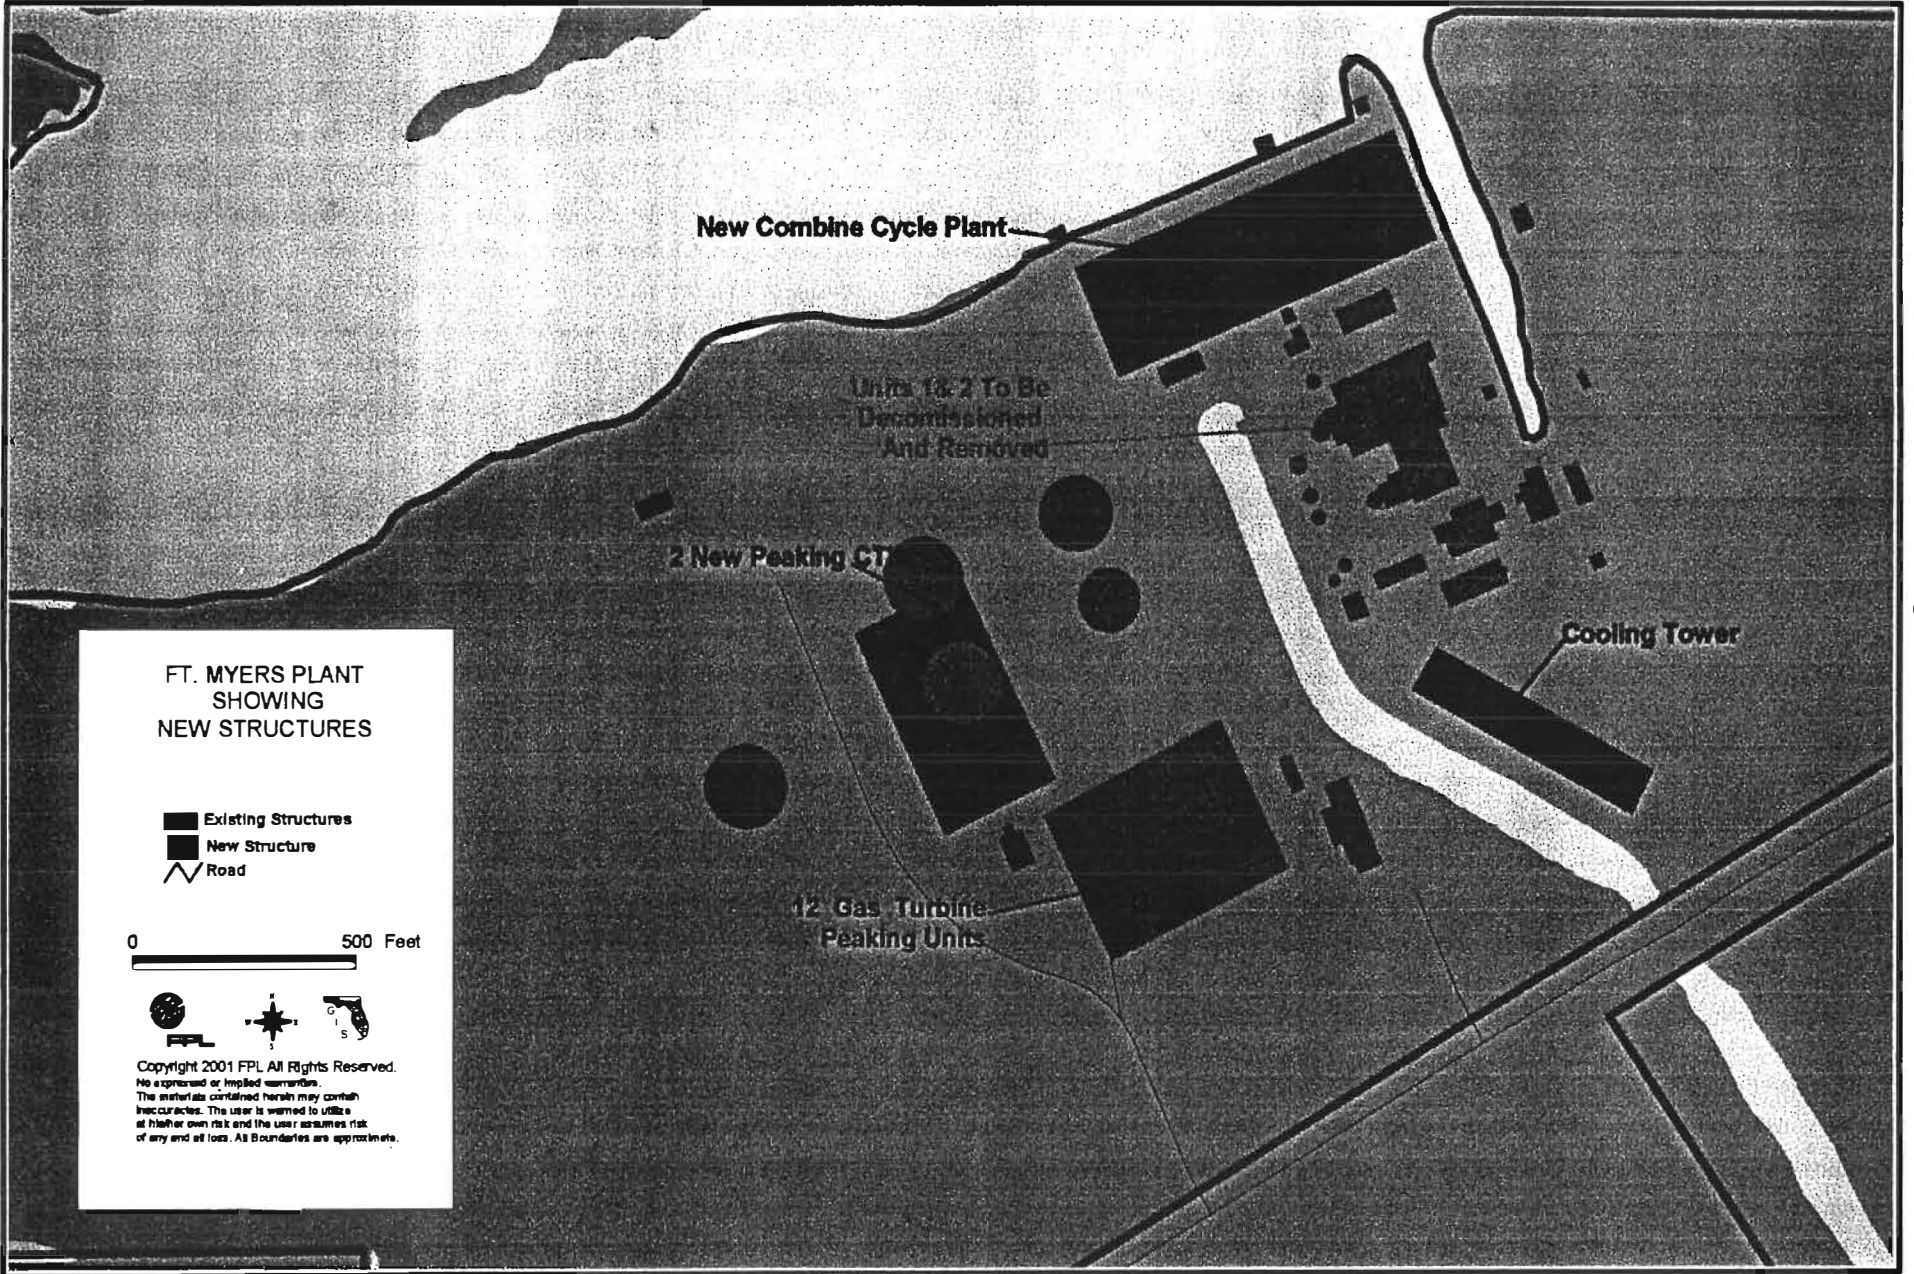 New Combine Cycle Plant
Units 1& 2 To Be
Decomissioned
And Removed
2 New Peaking CT
Cooling Tower
12 Gas Turbine
Peaking Units
FT. MYERS PLANT
SHOWING
NEW STRUCTURES
Existing Structures
New Structure
Road
0 500 Feet
FPL
N
W E
S
G
I
S
Copyright 2001 FPL All Rights Reserved.
No expressed or implied warranties.
The materials contained herein may contain
inaccuracies. The user is warned to utilize
at his/her own risk and the user assumes risk
of any and all loss. All Boundaries are approximate.